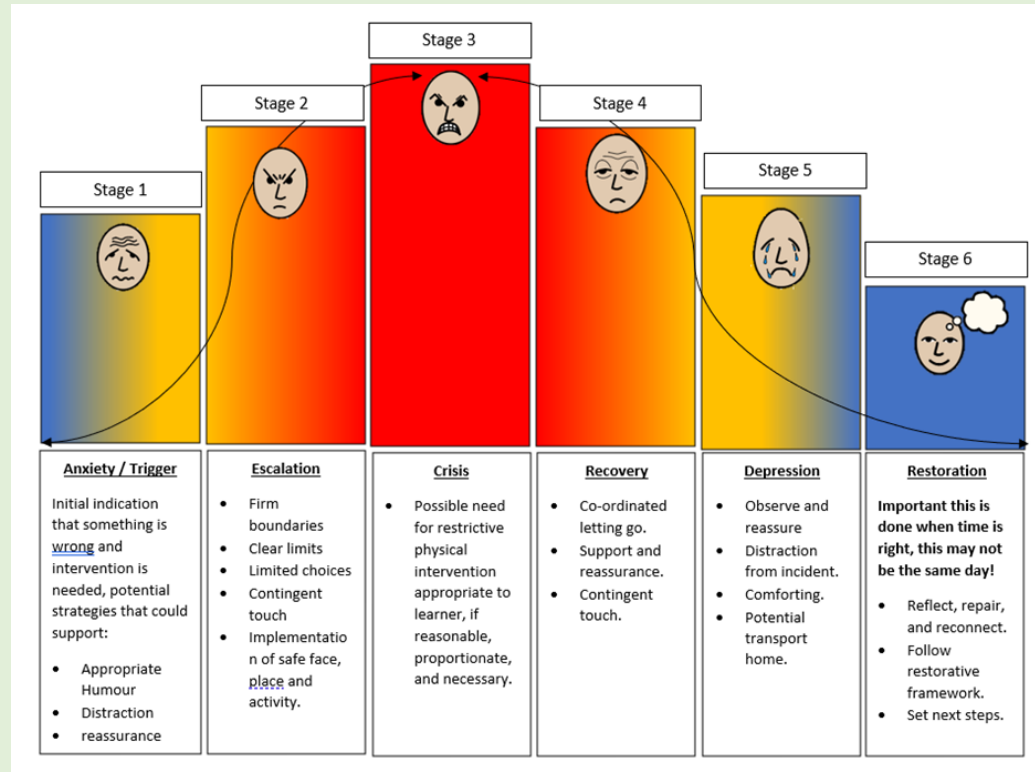 Stage 1
Stage 2
Stage 3
Stage 4
Stage 5
Stage 6
Anxiety / Trigger
Initial indication
that something is
wrong and
intervention is
needed, potential
strategies that could
support:
• Appropriate
Humour
• Distraction
• reassurance
Escalation
• Firm
boundaries
• Clear limits
• Limited choices
• Contingent
touch
• Implementatio
n of safe face,
place and
activity.
Crisis
• Possible need
for restrictive
physical
intervention
appropriate to
learner, if
reasonable,
proportionate,
and necessary.
Recovery
• Co-ordinated
letting go.
• Support and
reassurance.
• Contingent
touch.
Depression
• Observe and
reassure
• Distraction
from incident.
• Comforting.
• Potential
transport
home.
Restoration
Important this is
done when time is
right, this may not
be the same day!
• Reflect, repair,
and reconnect.
• Follow
restorative
framework.
• Set next steps.